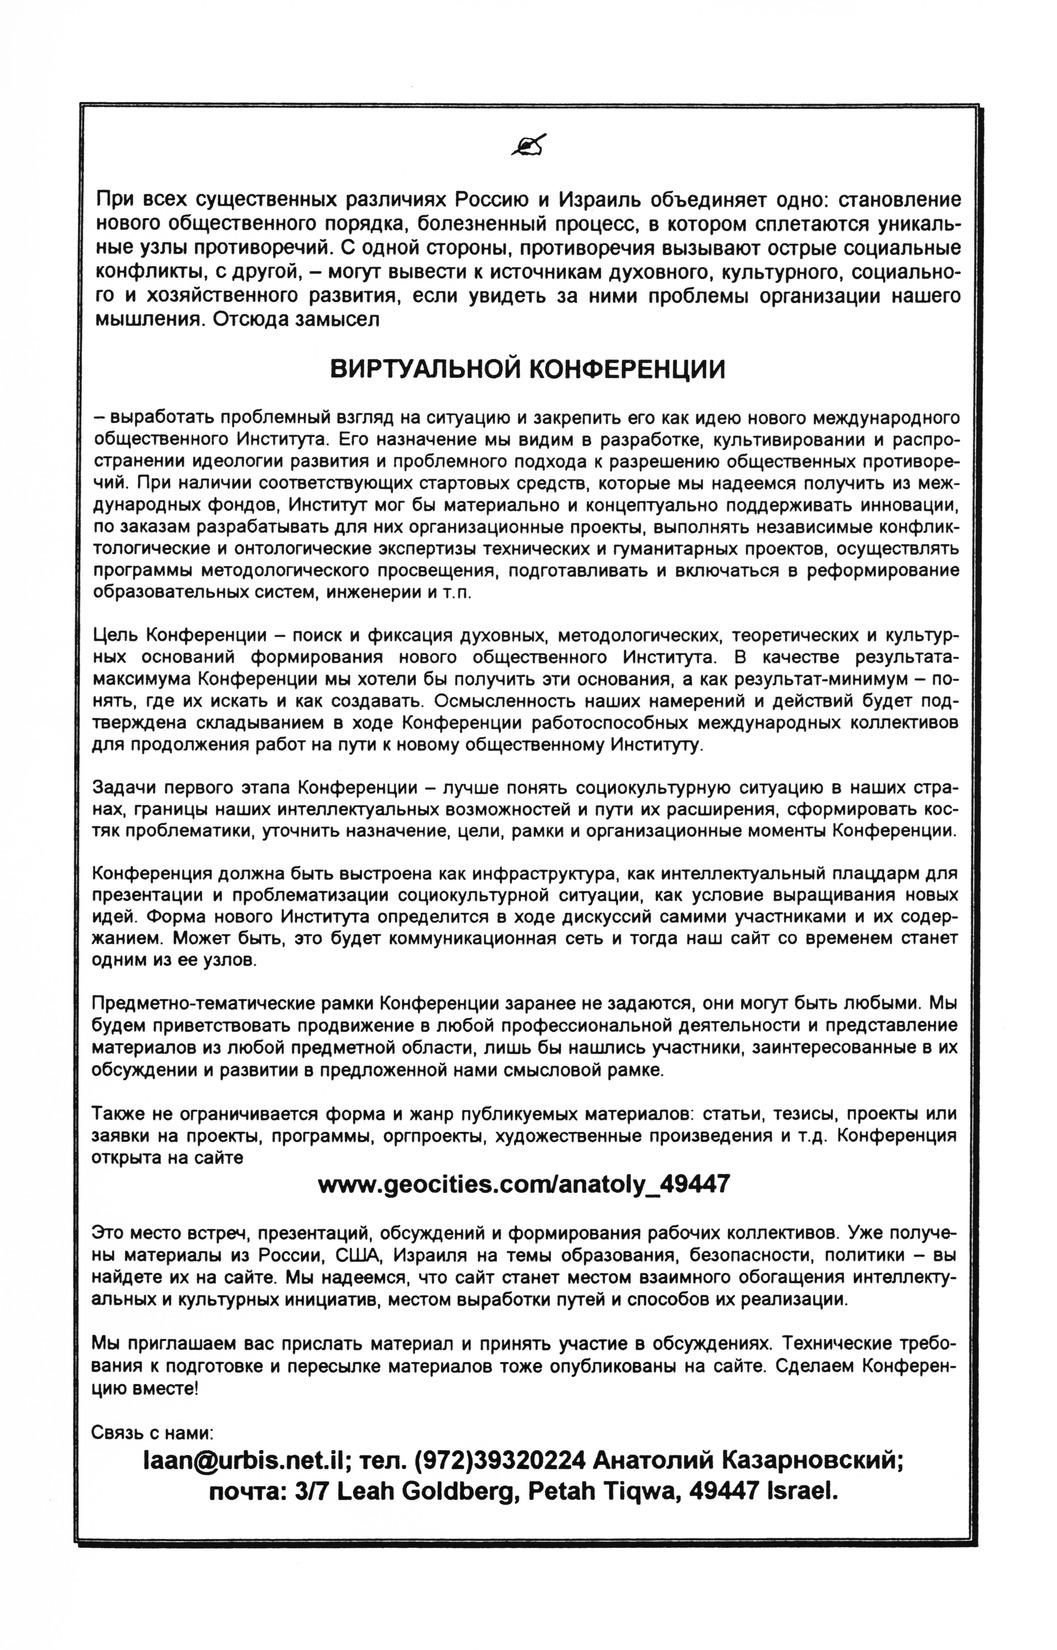 При всех существенных различиях Россию и Израиль объединяет одно: становление
нового общественного порядка, болезненный процесс, в котором сплетаются уникаль-
ные узлы противоречий. С одной стороны, противоречия вызывают острые социальные
конфликты, с другой, – могут вывести к источникам духовного, культурного, социально-
го и хозяйственного развития, если увидеть за ними проблемы организации нашего
мышления. Отсюда замысел
ВИРТУАЛЬНОЙ КОНФЕРЕНЦИИ
– выработать проблемный взгляд на ситуацию и закрепить его как идею нового международного
общественного Института. Его назначение мы видим в разработке, культивировании и распро-
странении идеологии развития и проблемного подхода к разрешению общественных противоре-
чий. При наличии соответствующих стартовых средств, которые мы надеемся получить из меж-
дународных фондов, Институт мог бы материально и концептуально поддерживать инновации,
по заказам разрабатывать для них организационные проекты, выполнять независимые конфлик-
тологические и онтологические экспертизы технических и гуманитарных проектов, осуществлять
программы методологического просвещения, подготавливать и включаться в реформирование
образовательных систем, инженерии и т.п.
Цель Конференции – поиск и фиксация духовных, методологических, теоретических и культур-
ных оснований формирования нового общественного Института. В качестве результата-
максимума Конференции мы хотели бы получить эти основания, а как результат-минимум – по-
нять, где их искать и как создавать. Осмысленность наших намерений и действий будет под-
тверждена складыванием в ходе Конференции работоспособных международных коллективов
для продолжения работ на пути к новому общественному Институту.
Задачи первого этапа Конференции – лучше понять социокультурную ситуацию в наших стра-
нах, границы наших интеллектуальных возможностей и пути их расширения, сформировать кос-
тяк проблематики, уточнить назначение, цели, рамки и организационные моменты Конференции.
Конференция должна быть выстроена как инфраструктура, как интеллектуальный плацдарм для
презентации и проблематизации социокультурной ситуации, как условие выращивания новых
идей. Форма нового Института определится в ходе дискуссий самими участниками и их содер-
жанием. Может быть, это будет коммуникационная сеть и тогда наш сайт со временем станет
одним из ее узлов.
Предметно-тематические рамки Конференции заранее не задаются, они могут быть любыми. Мы
будем приветствовать продвижение в любой профессиональной деятельности и представление
материалов из любой предметной области, лишь бы нашлись участники, заинтересованные в их
обсуждении и развитии в предложенной нами смысловой рамке.
Также не ограничивается форма и жанр публикуемых материалов: статьи, тезисы, проекты или
заявки на проекты, программы, оргпроекты, художественные произведения и т.д. Конференция
открыта на сайте
www.geocities.com/anatoly_49447
Это место встреч, презентаций, обсуждений и формирования рабочих коллективов. Уже получе-
ны материалы из России, США, Израиля на темы образования, безопасности, политики – вы
найдете их на сайте. Мы надеемся, что сайт станет местом взаимного обогащения интеллекту-
альных и культурных инициатив, местом выработки путей и способов их реализации.
Мы приглашаем вас прислать материал и принять участие в обсуждениях. Технические требо-
вания к подготовке и пересылке материалов тоже опубликованы на сайте. Сделаем Конферен-
цию вместе!
Связь с нами:
laan@urbis.net.il; тел. (972)39320224 Анатолий Казарновский;
почта: 3/7 Leah Goldberg, Petah Tiqwa, 49447 Israel.